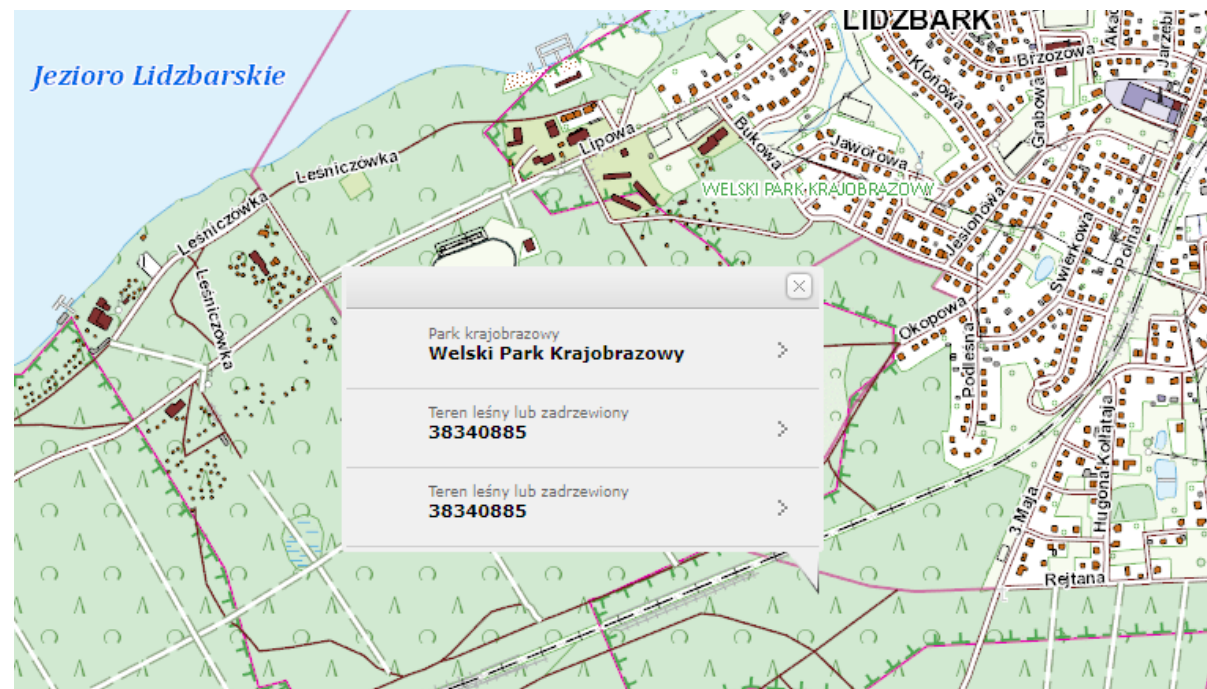 LIDZBARK
Jezioro Lidzbarskie
Brzozowa
Jarzębi
Aka
Klonowa
Grabowa
Lipowa
Bukowa
Jaworowa
Leśniczówka
WELSKI PARK KRAJOBRAZOWY
Leśniczówka
Jesionowa
Świerkowa
Polna
Leśniczówka
Okopowa
Podleśna
Park krajobrazowy
Welski Park Krajobrazowy
Teren leśny lub zadrzewiony
38340885
Teren leśny lub zadrzewiony
38340885
Hugona Kołłątaja
3 Maja
Rejtana